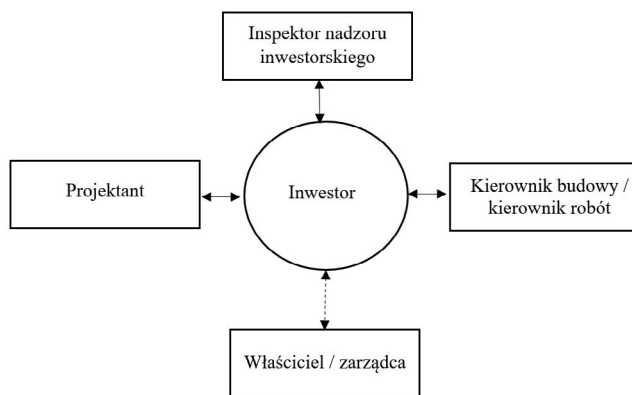 Inspektor nadzoru
inwestorskiego
Projektant
Inwestor
Kierownik budowy /
kierownik robót
Właściciel / zarządca